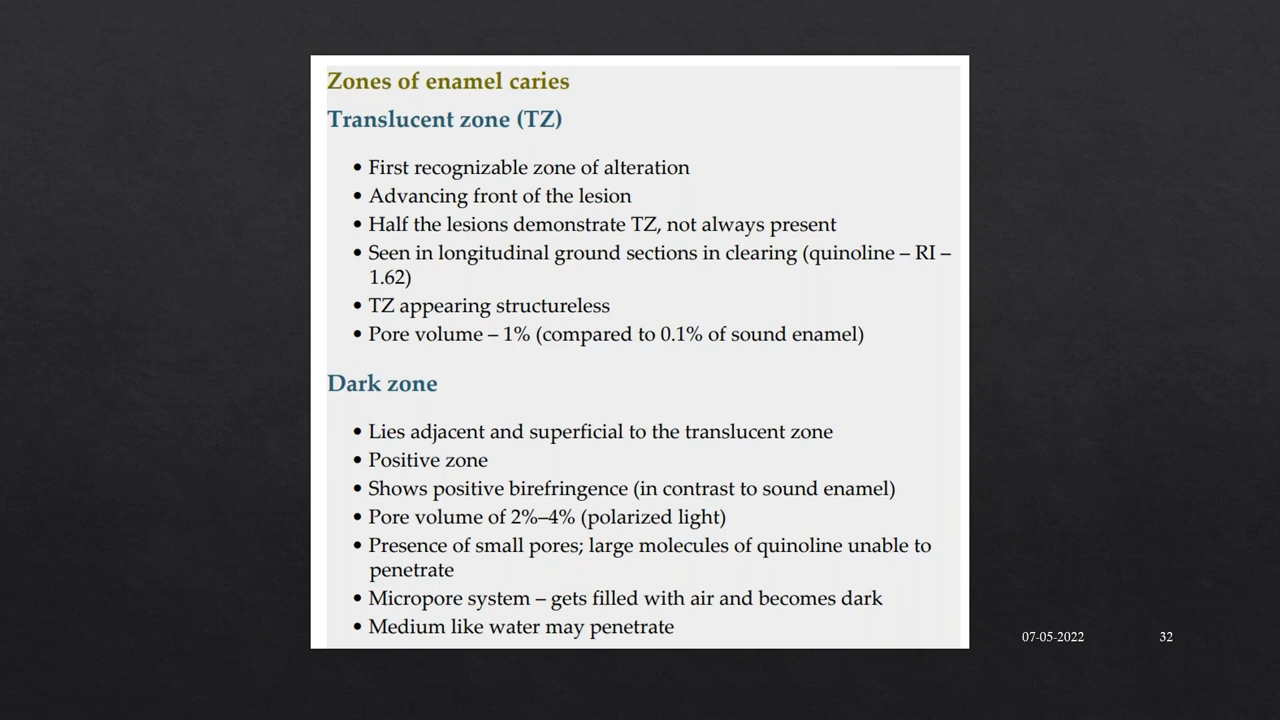 Zones of enamel caries
Translucent zone (TZ)
• First recognizable zone of alteration
• Advancing front of the lesion
• Half the lesions demonstrate TZ, not always present
• Seen in longitudinal ground sections in clearing (quinoline – RI –
1.62)
• TZ appearing structureless
• Pore volume – 1% (compared to 0.1% of sound enamel)
Dark zone
• Lies adjacent and superficial to the translucent zone
• Positive zone
• Shows positive birefringence (in contrast to sound enamel)
• Pore volume of 2%–4% (polarized light)
• Presence of small pores; large molecules of quinoline unable to
penetrate
• Micropore system – gets filled with air and becomes dark
• Medium like water may penetrate
07-05-2022 32